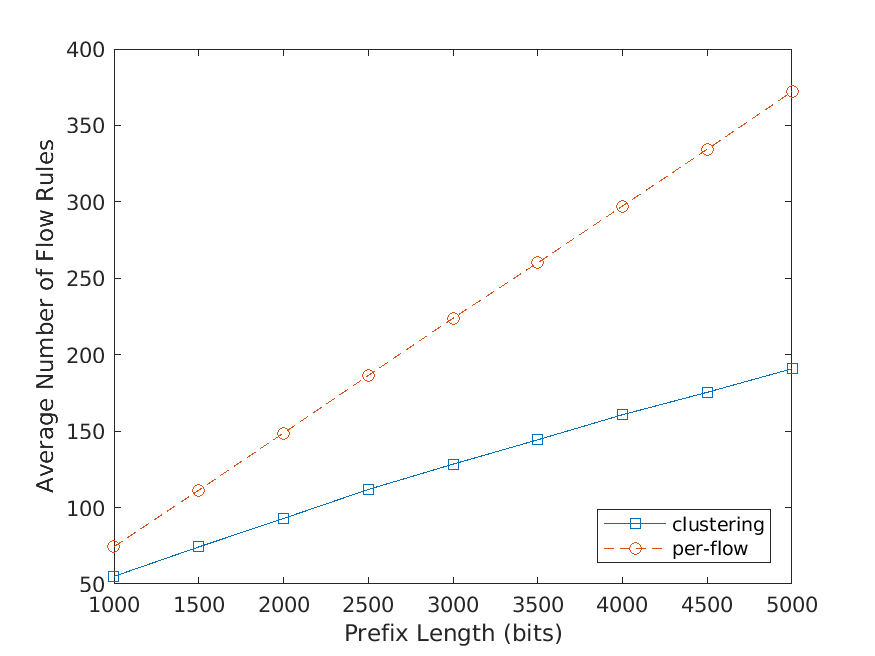 400
350
300
250
200
150
100
50
Average Number of Flow Rules
clustering
per-flow
1000 1500 2000 2500 3000 3500 4000 4500 5000
Prefix Length (bits)